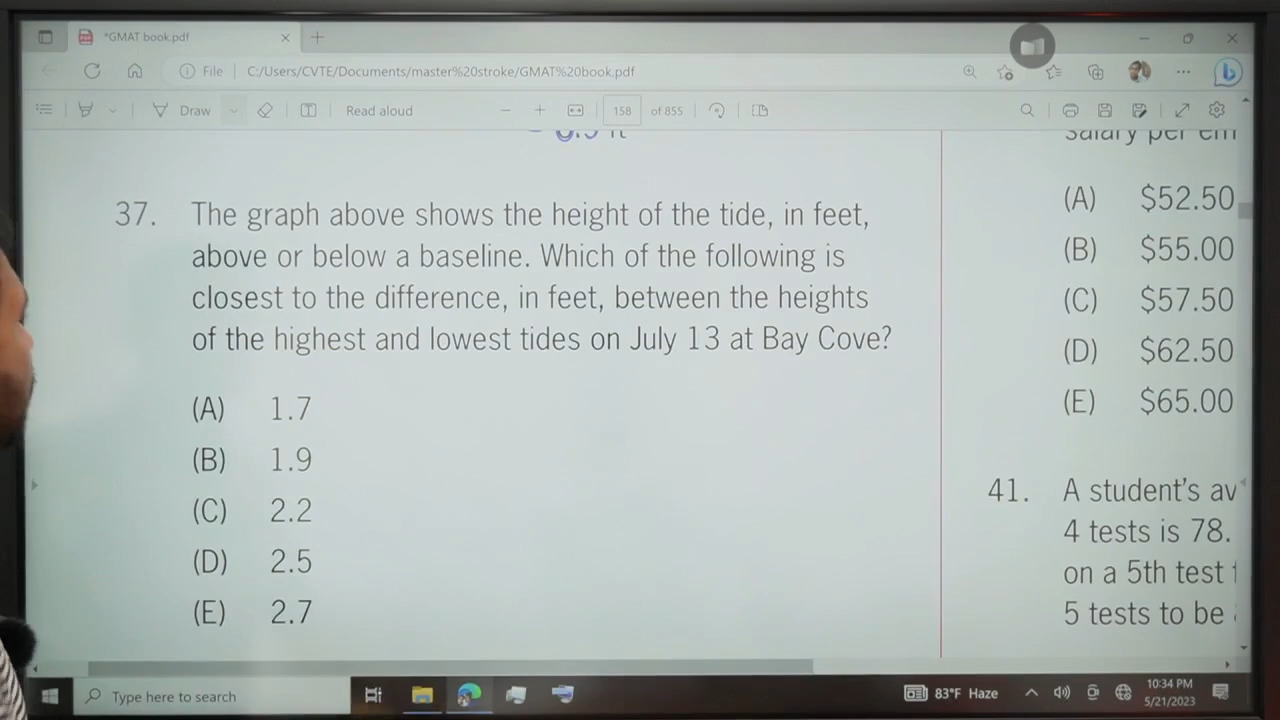 *GMAT book.pdf
File
C:/Users/CVTE/Documents/master%20stroke/GMAT%20book.pdf
Draw
Read aloud
158
of 855
ft
salary per em
37. The graph above shows the height of the tide, in feet,
above or below a baseline. Which of the following is
closest to the difference, in feet, between the heights
of the highest and lowest tides on July 13 at Bay Cove?
(A) 1.7
(B) 1.9
(C) 2.2
(D) 2.5
(E) 2.7
(A) $52.50
(B) $55.00
(C) $57.50
(D) $62.50
(E) $65.00
41. A student's av
4 tests is 78.
on a 5th test
5 tests to be
Type here to search
83°F Haze
10:34 PM
5/21/2023